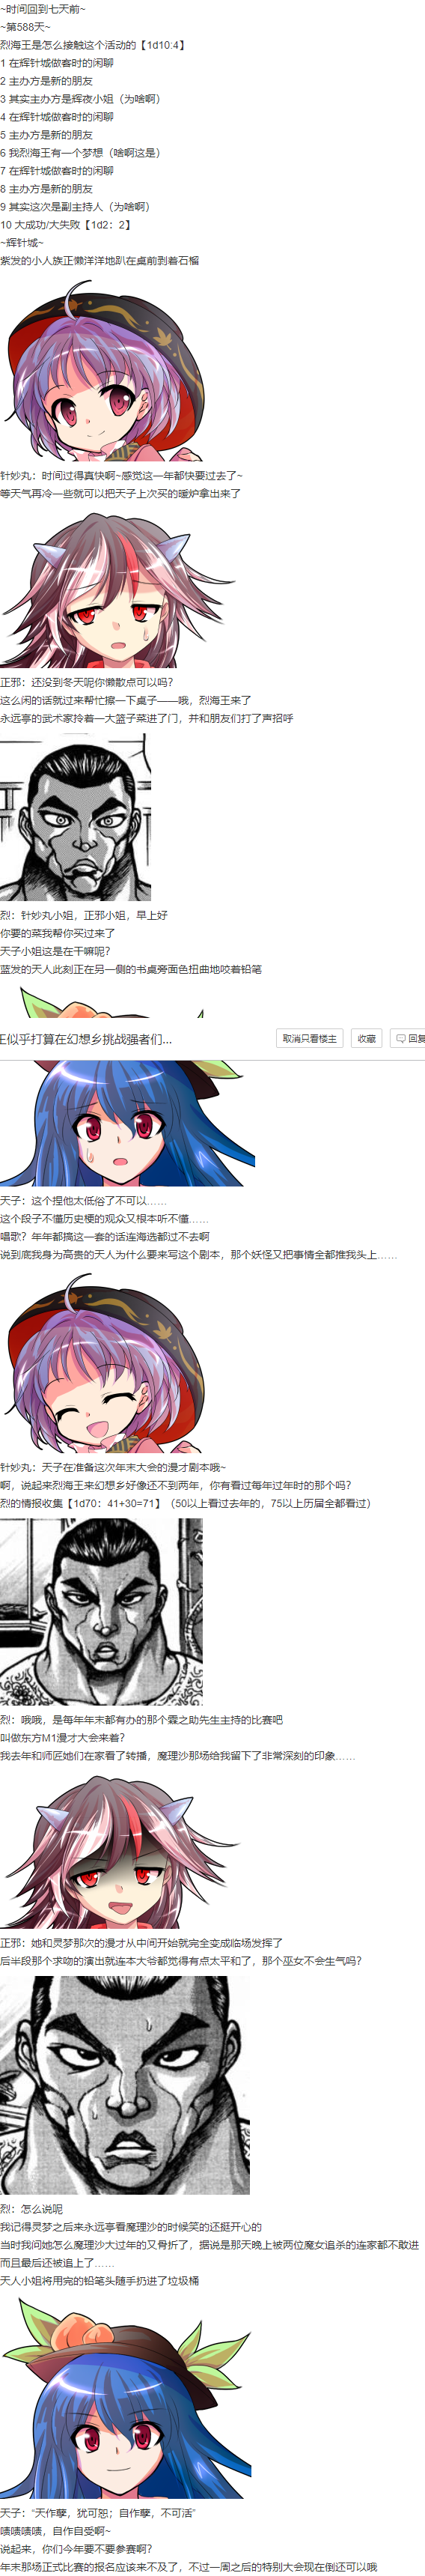 ~时间回到七天前~
~第588天~
烈海王是怎么接触这个活动的【1d10:4】
1 在辉针城做客时的闲聊
2 主办方是新的朋友
3 其实主办方是辉夜小姐（为啥啊）
4 在辉针城做客时的闲聊
5 主办方是新的朋友
6 我烈海王有一个梦想（啥啊这是）
7 在辉针城做客时的闲聊
8 主办方是新的朋友
9 其实这次是副主持人（为啥啊）
10 大成功/大失败【1d2：2】
~辉针城~
紫发的小人族正懒洋洋地趴在桌前剥着石榴
针妙丸：时间过得真快啊~感觉这一年都快要过去了~
等天气再冷一些就可以把天子上次买的暖炉拿出来了
正邪：还没到冬天呢你懒散点可以吗？
这么闲的话就过来帮忙擦一下桌子——哦，烈海王来了
永远亭的武术家拎着一大篮子菜进了门，并和朋友们打了声招呼
烈：针妙丸小姐，正邪小姐，早上好
你要的菜我帮你买过来了
天子小姐这是在干嘛呢？
蓝发的天人此刻正在另一侧的书桌旁面色扭曲地咬着铅笔
王似乎打算在幻想乡挑战强者们...
取消只看楼主
收藏
回复
天子：这个捏他太低俗了不可以……
这个段子不懂历史梗的观众又根本听不懂……
唱歌？年年都搞这一套的话连海选都过不去啊
说到底我身为高贵的天人为什么要来写这个剧本，那个妖怪又把事情全都推我头上……
针妙丸：天子在准备这次年末大会的漫才剧本哦~
啊，说起来烈海王来幻想乡好像还不到两年，你有看过每年过年时的那个吗？
烈的情报收集【1d70：41+30=71】（50以上看过去年的，75以上历届全都看过）
烈：哦哦，是每年年末都有办的那个霖之助先生主持的比赛吧
叫做东方M1漫才大会来着？
我去年和师匠她们在家看了转播，魔理沙那场给我留下了非常深刻的印象……
正邪：她和灵梦那次的漫才从中间开始就完全变成临场发挥了
后半段那个求吻的演出就连本大爷都觉得有点太平和了，那个巫女不会生气吗？
烈：怎么说呢
我记得灵梦之后来永远亭看魔理沙的时候笑的还挺开心的
当时我问她怎么魔理沙大过年的又骨折了，据说是那天晚上被两位魔女追杀的连家都不敢进
而且最后还被追上了……
天人小姐将用完的铅笔头随手扔进了垃圾桶
天子：“天作孽，犹可恕；自作孽，不可活”
啧啧啧啧，自作自受啊~
说起来，你们今年要不要参赛啊？
年末那场正式比赛的报名应该来不及了，不过一周之后的特别大会现在倒还可以哦